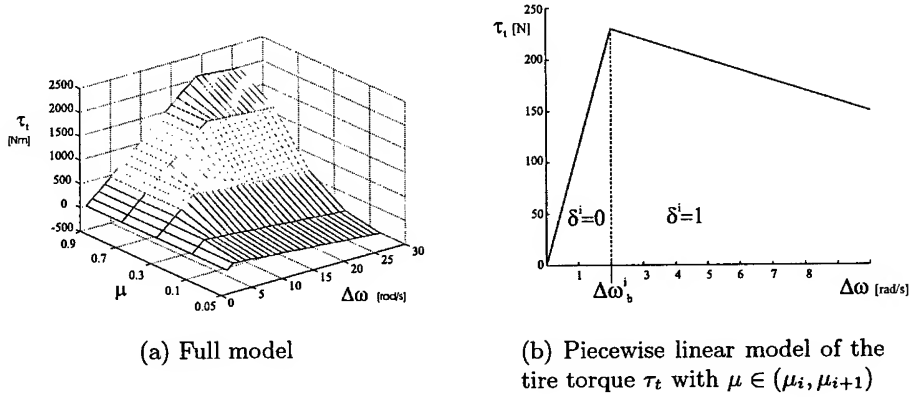 2500
2000
1500
1000
500
0
-500
τt
[Nm]
0.9
0.7
0.3
0.1
0.05
μ
0
5
10
15
20
25
30
Δω [rad/s]
(a) Full model
τt [N]
250
200
150
100
50
0
δi=0
δi=1
1
3
4
5
6
7
8
9
Δωib
Δω [rad/s]
(b) Piecewise linear model of the
tire torque τt with μ ∈ (μi, μi+1)